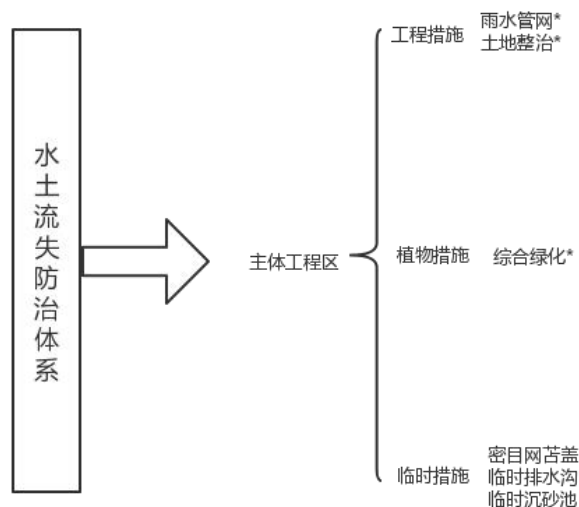 水土流失防治体系
主体工程区
工程措施
雨水管网*
土地整治*
植物措施
综合绿化*
临时措施
密目网苫盖
临时排水沟
临时沉砂池